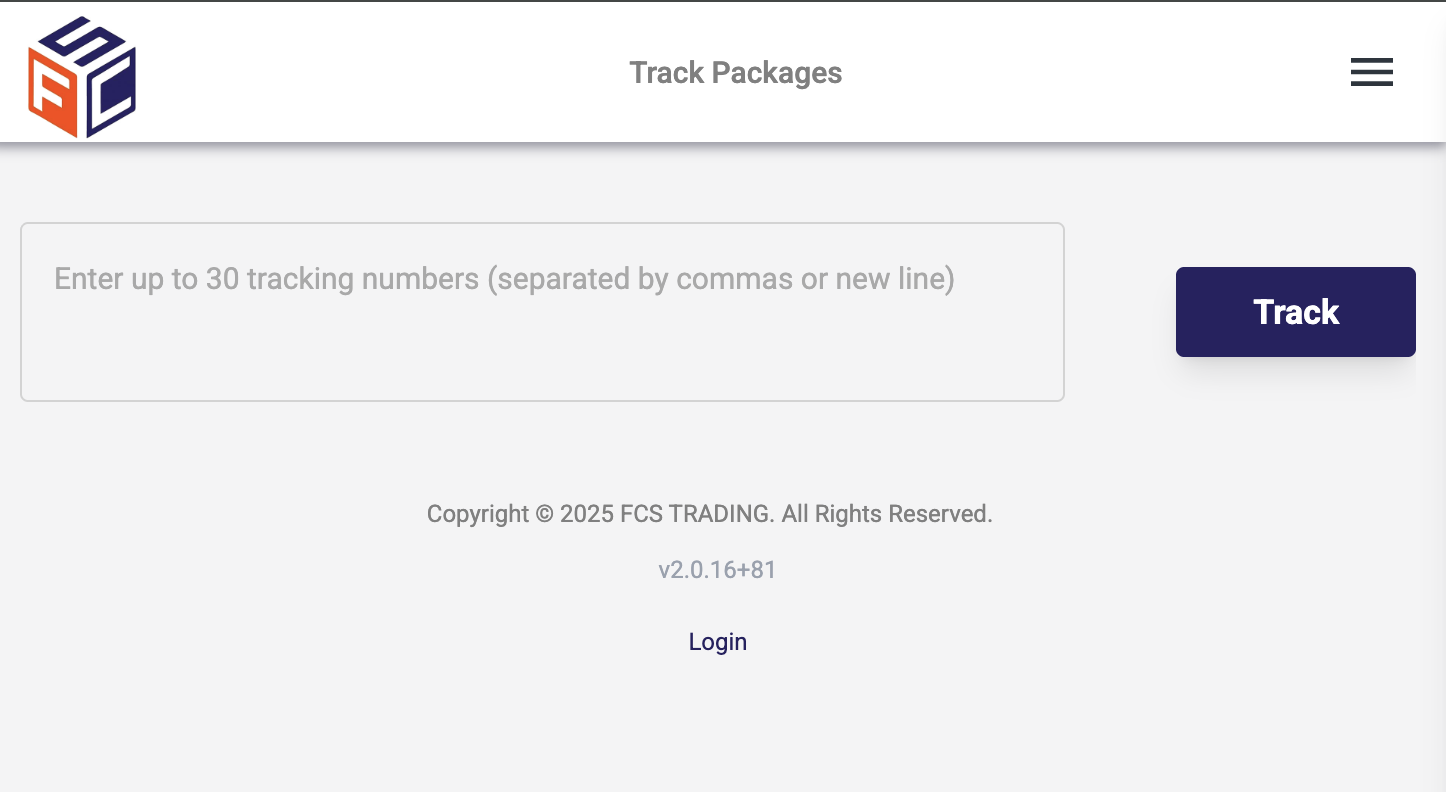 FCS
Track Packages
Enter up to 30 tracking numbers (separated by commas or new line)
Track
Copyright © 2025 FCS TRADING. All Rights Reserved.
v2.0.16+81
Login